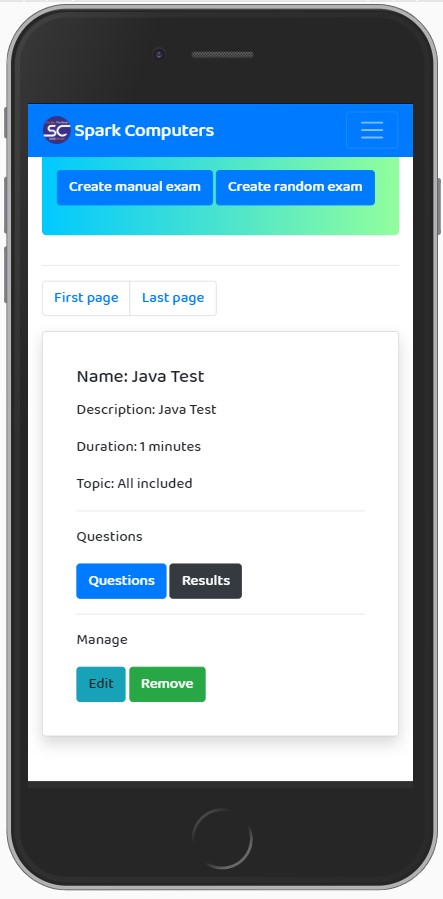 SC Spark Computers
Create manual exam Create random exam
First page Last page
Name: Java Test
Description: Java Test
Duration: 1 minutes
Topic: All included
Questions
Questions Results
Manage
Edit Remove